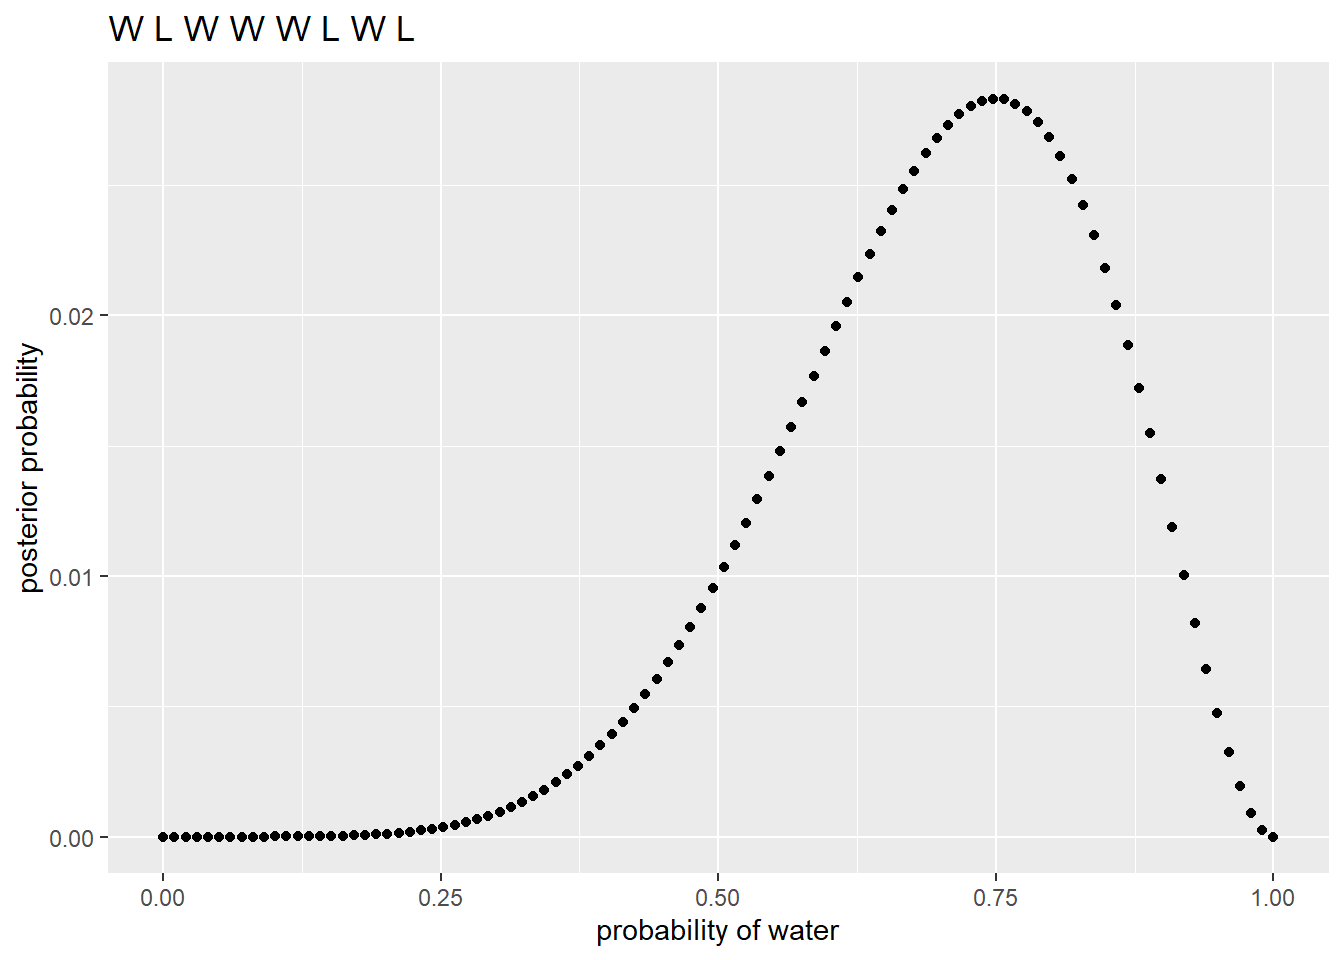 W L W W W L W L
posterior probability
0.02
0.01
0.00
0.00 0.25 0.50 0.75 1.00
probability of water